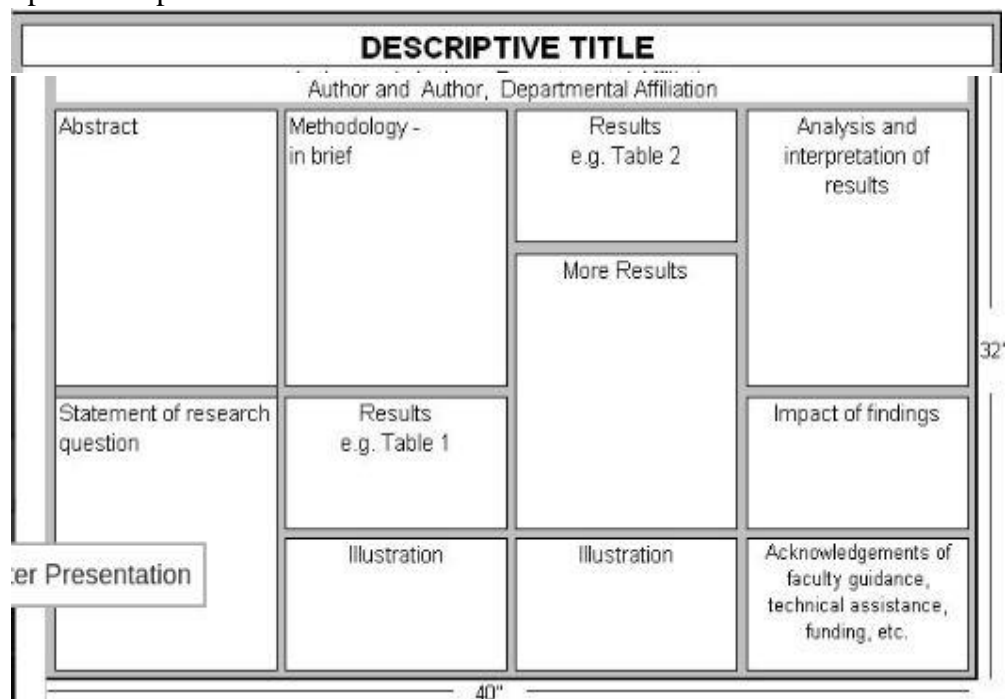 DESCRIPTIVE TITLE
Author and Author, Departmental Affiliation
Abstract
Methodology -
in brief
Results
e.g. Table 2
Analysis and
interpretation of
results
More Results
32"
Statement of research
question
Results
e.g. Table 1
Impact of findings
Presentation
Illustration
Illustration
Acknowledgements of
faculty guidance,
technical assistance,
funding, etc.
40"